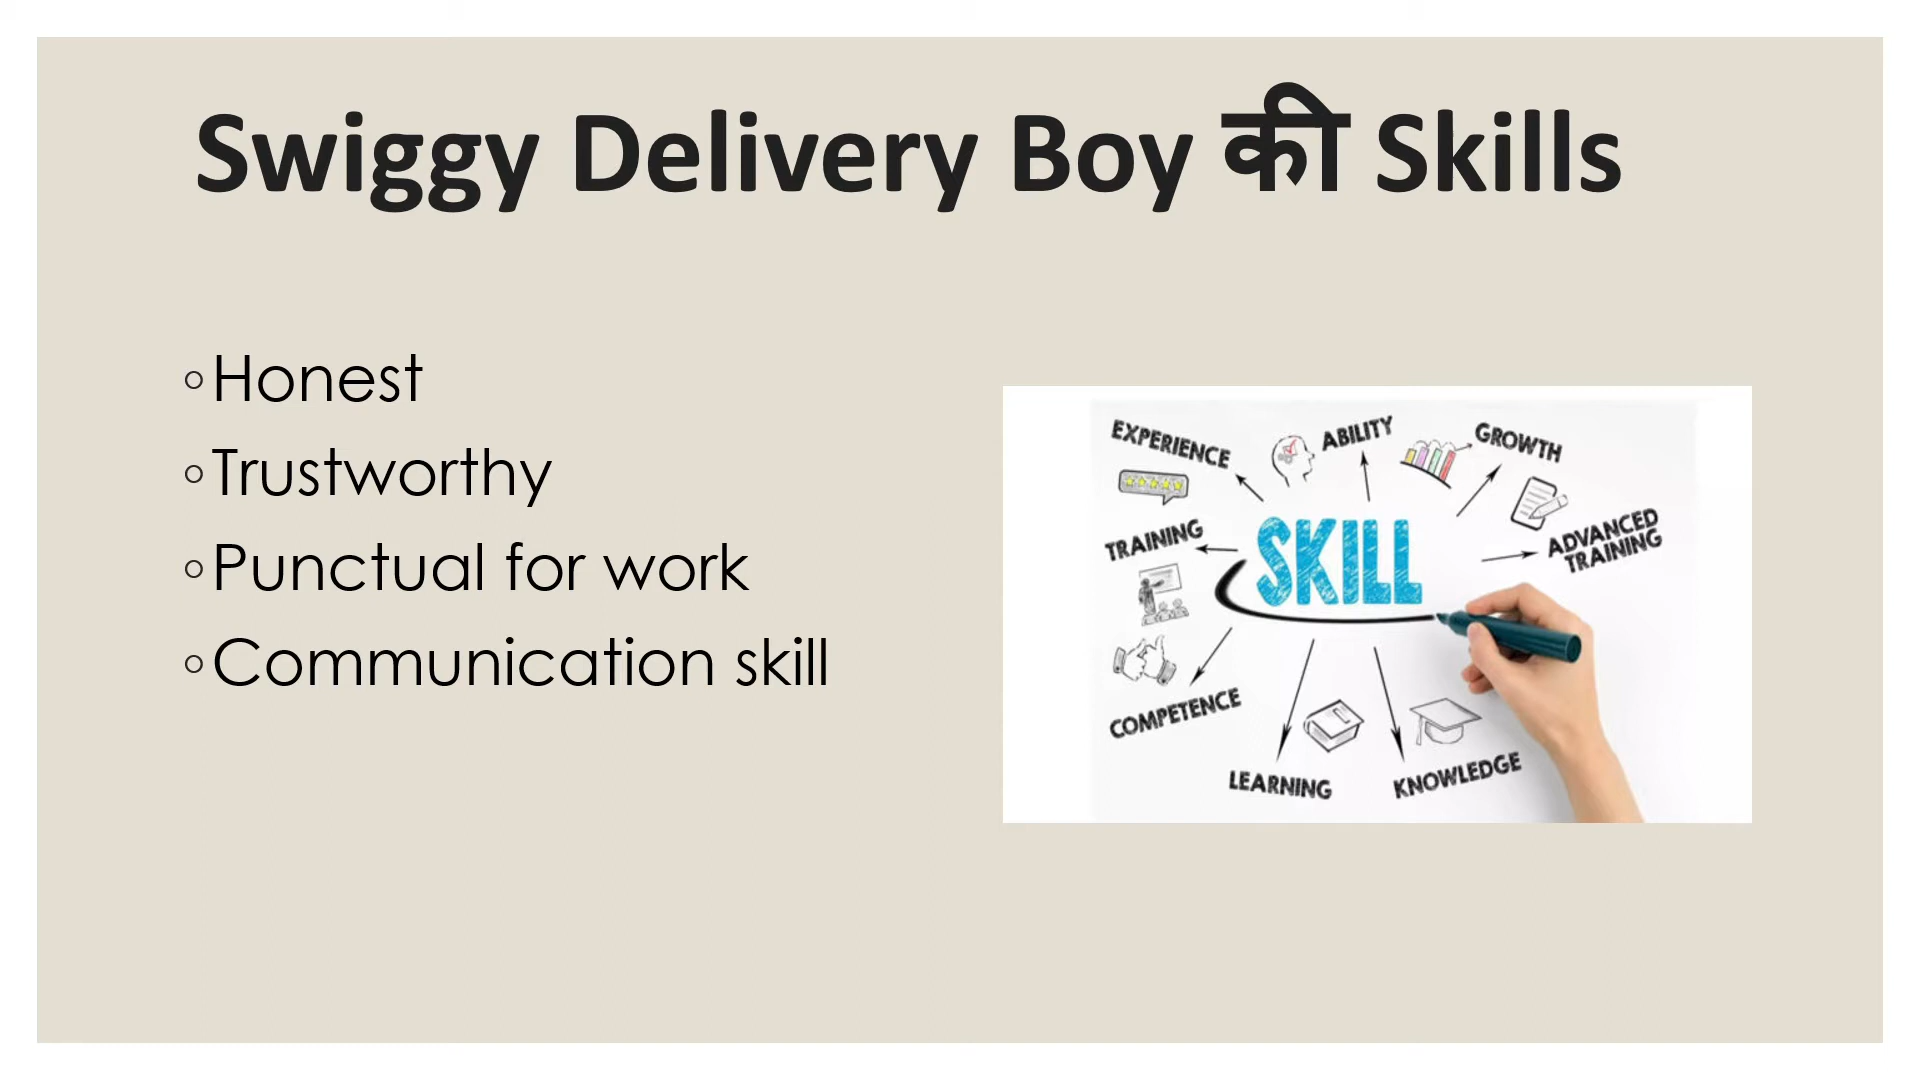 Swiggy Delivery Boy की Skills
◦Honest
◦Trustworthy
◦Punctual for work
◦Communication skill
EXPERIENCE
ABILITY
GROWTH
TRAINING
SKILL
ADVANCED
TRAINING
COMPETENCE
LEARNING
KNOWLEDGE